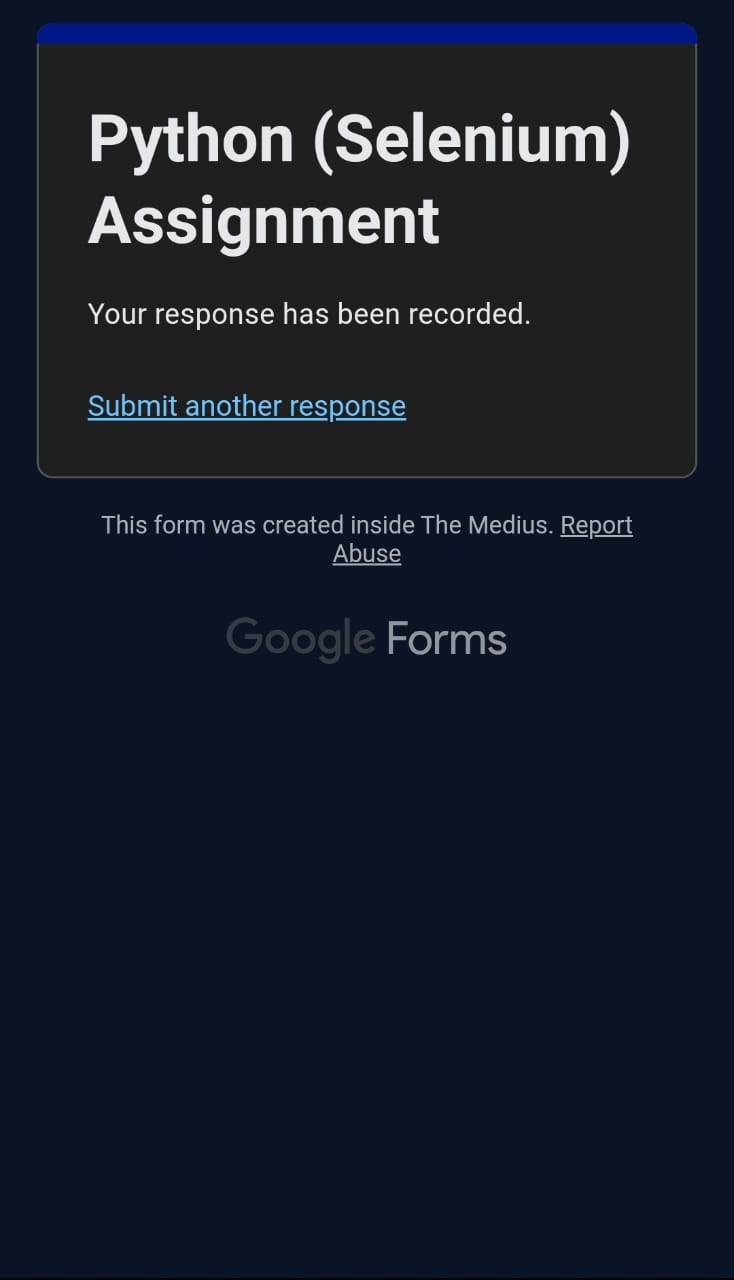 Python (Selenium)
Assignment
Your response has been recorded.
Submit another response
This form was created inside The Medius. Report
Abuse
Google Forms